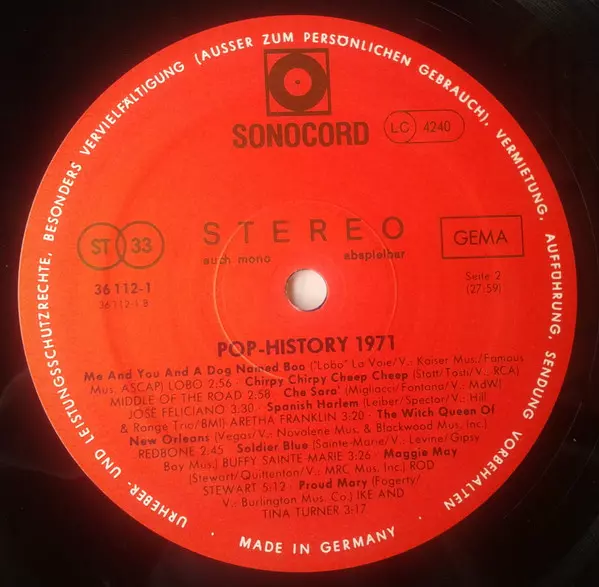 URHEBER- UND LEISTUNGSSCHUTZRECHTE, BESONDERS VERVIELFÄLTIGUNG (AUSSER ZUM PERSÖNLICHEN GEBRAUCH), VERMIETUNG, AUFFÜHRUNG, SENDUNG VORBEHALTEN
SONOCORD
LC 4240
ST 33
STEREO
auch mono abspielbar
GEMA
36 112-1
36 112-1 B
Seite 2
(27:59)
POP-HISTORY 1971
Me And You And A Dog Named Boo ("Lobo" La Voie/V.: Kaiser Mus./Famous
Mus. ASCAP) LOBO 2:56 · Chirpy Chirpy Cheep Cheep (Stott/Tosh/V.: RCA)
MIDDLE OF THE ROAD 2:58 · Che Sara' (Migliacci/Fontana/V.: MdW)
JOSE FELICIANO 3:30 · Spanish Harlem (Leiber/Spector/V.: Hill
& Range Trio/BMI) ARETHA FRANKLIN 3:20 · The Witch Queen Of
New Orleans (Vegas/V.: Novalene Mus. & Blackwood Mus. Inc.)
REDBONE 2:45 · Soldier Blue (Sainte-Marie/V.: Levine/Gipsy
Boy Mus.) BUFFY SAINTE MARIE 3:26 · Maggie May
(Stewart/Quittenton/V.: MRC Mus. Inc.) ROD
STEWART 5:12 · Proud Mary (Fogerty/
V.: Burlington Mus. Co.) IKE AND
TINA TURNER 3:17
· MADE IN GERMANY ·